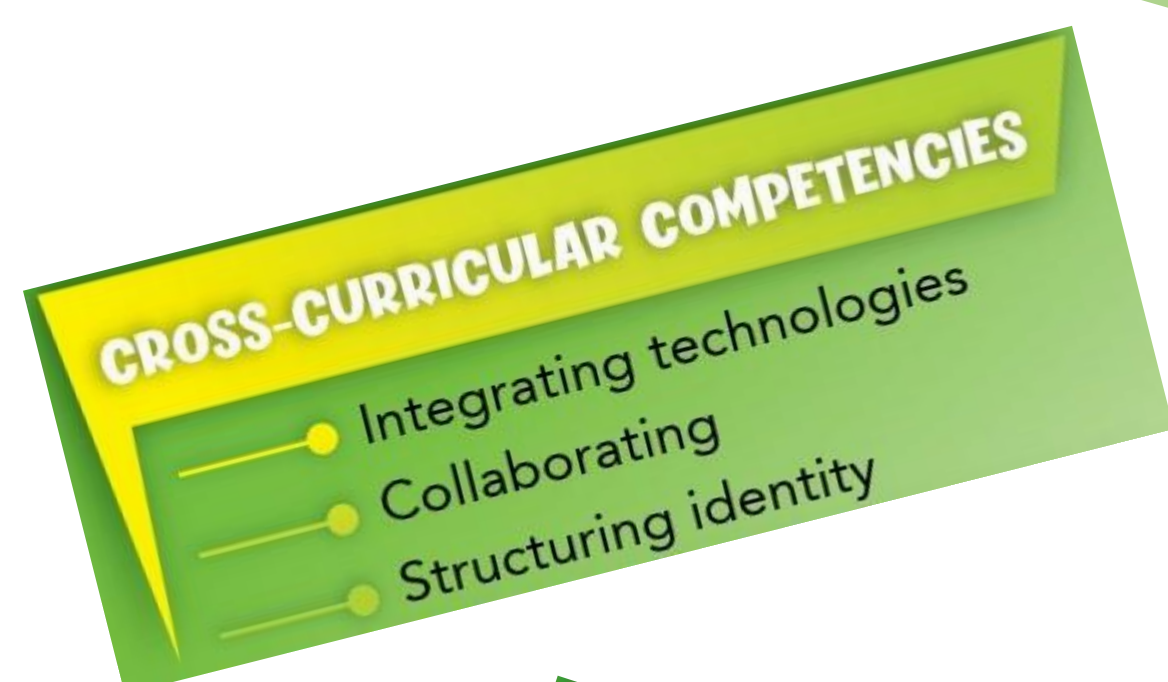 CROSS-CURRICULAR COMPETENCIES
Integrating technologies
Collaborating
Structuring identity